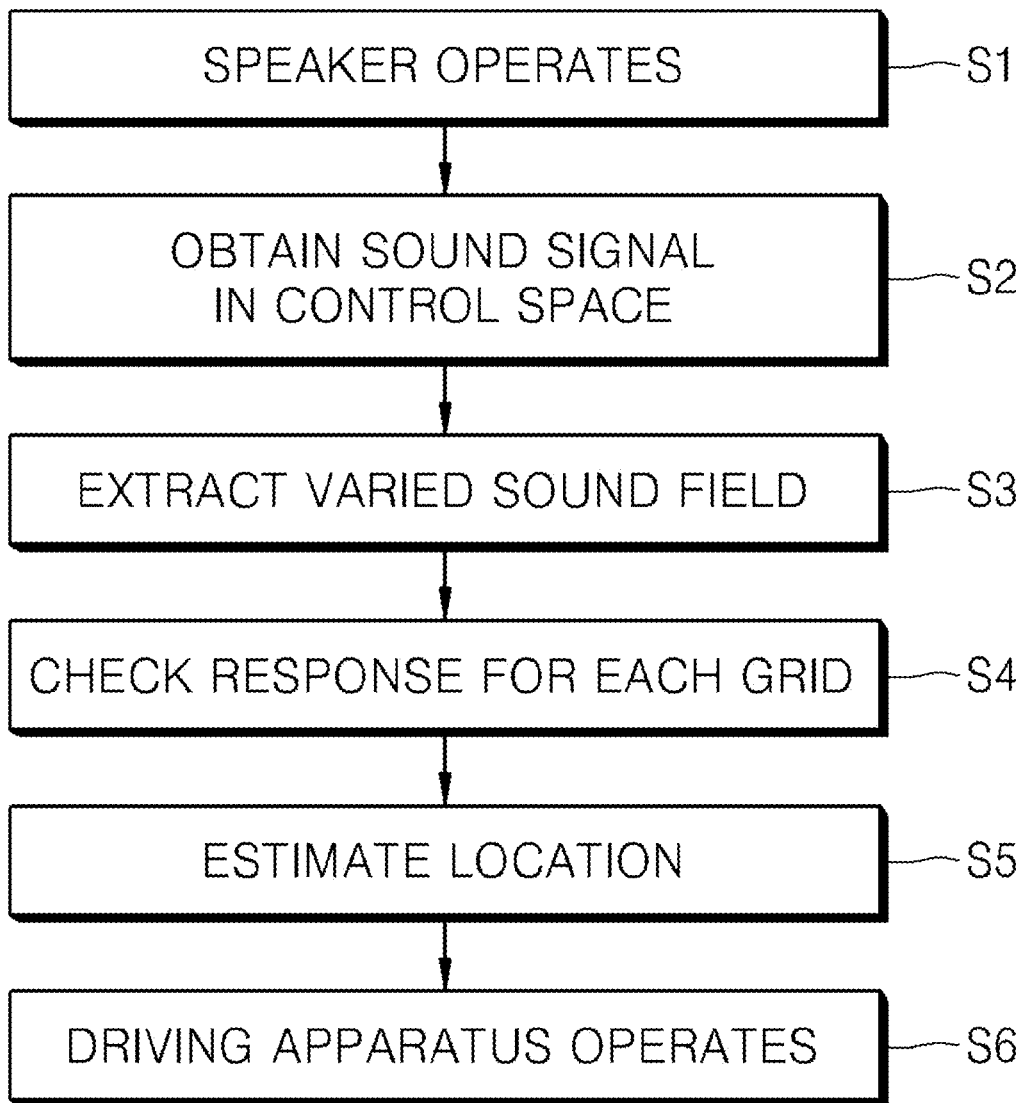 SPEAKER OPERATES
S1
OBTAIN SOUND SIGNAL
IN CONTROL SPACE
S2
EXTRACT VARIED SOUND FIELD
S3
CHECK RESPONSE FOR EACH GRID
S4
ESTIMATE LOCATION
S5
DRIVING APPARATUS OPERATES
S6